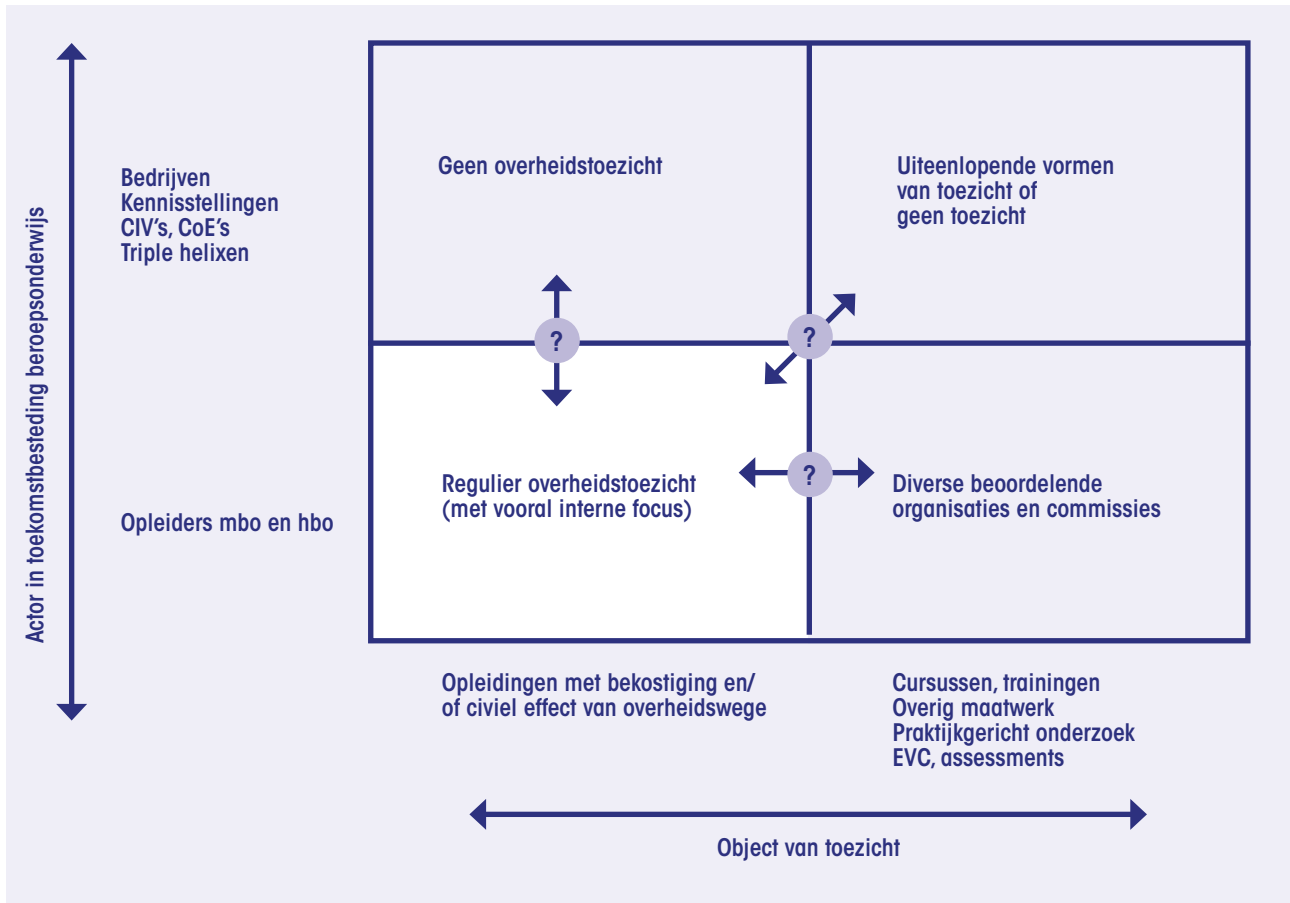 Actor in toekomstbesteding beroepsonderwijs
Bedrijven
Kennisstellingen
CIV's, CoE's
Triple helixen
Geen overheidstoezicht
Uiteenlopende vormen
van toezicht of
geen toezicht
?
?
Opleiders mbo en hbo
Regulier overheidstoezicht
(met vooral interne focus)
?
Diverse beoordelende
organisaties en commissies
Opleidingen met bekostiging en/
of civiel effect van overheidswege
Cursussen, trainingen
Overig maatwerk
Praktijkgericht onderzoek
EVC, assessments
Object van toezicht